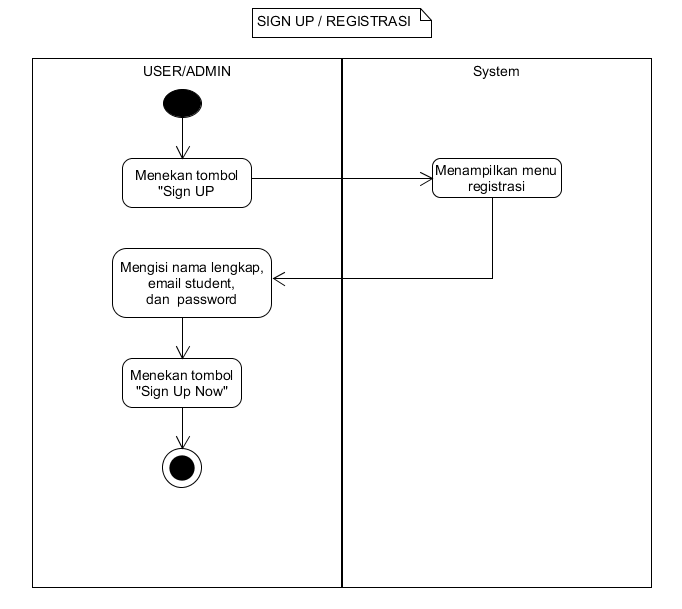 SIGN UP / REGISTRASI
USER/ADMIN
System
Menekan tombol
"Sign UP
Menampilkan menu
registrasi
Mengisi nama lengkap,
email student,
dan password
Menekan tombol
"Sign Up Now"